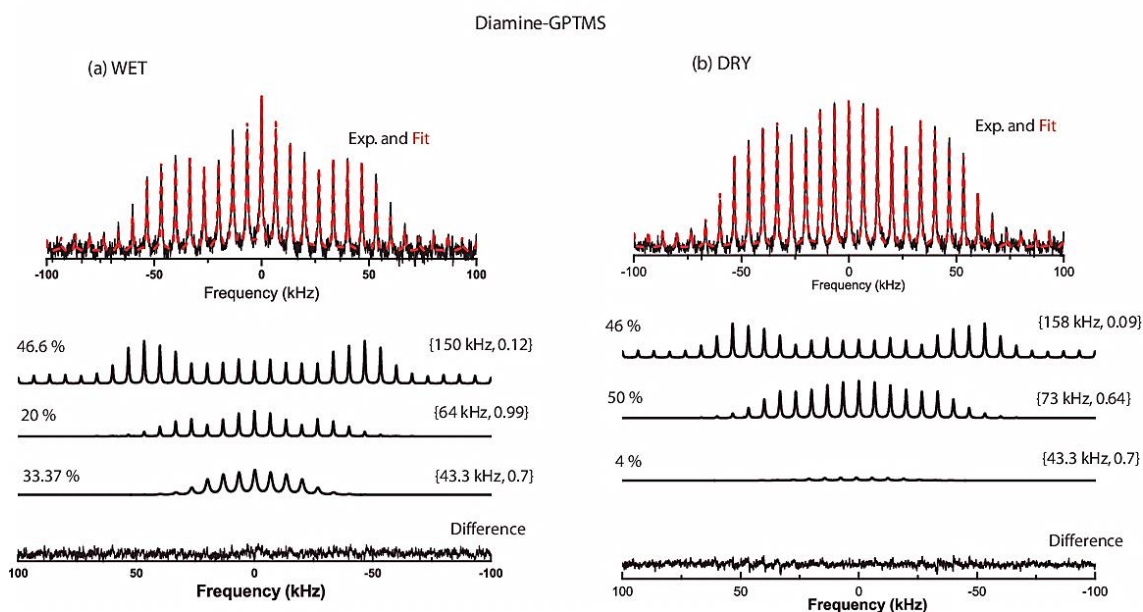 Diamine-GPTMS
(a) WET
Exp. and Fit
-100 -50 0 50 100
Frequency (kHz)
46.6 % {150 kHz, 0.12}
20 % {64 kHz, 0.99}
33.37 % {43.3 kHz, 0.7}
Difference
100 50 0 -50 -100
Frequency (kHz)
(b) DRY
Exp. and Fit
-100 -50 0 50 100
Frequency (kHz)
46 % {158 kHz, 0.09}
50 % {73 kHz, 0.64}
4 % {43.3 kHz, 0.7}
Difference
100 50 0 -50 -100
Frequency (kHz)